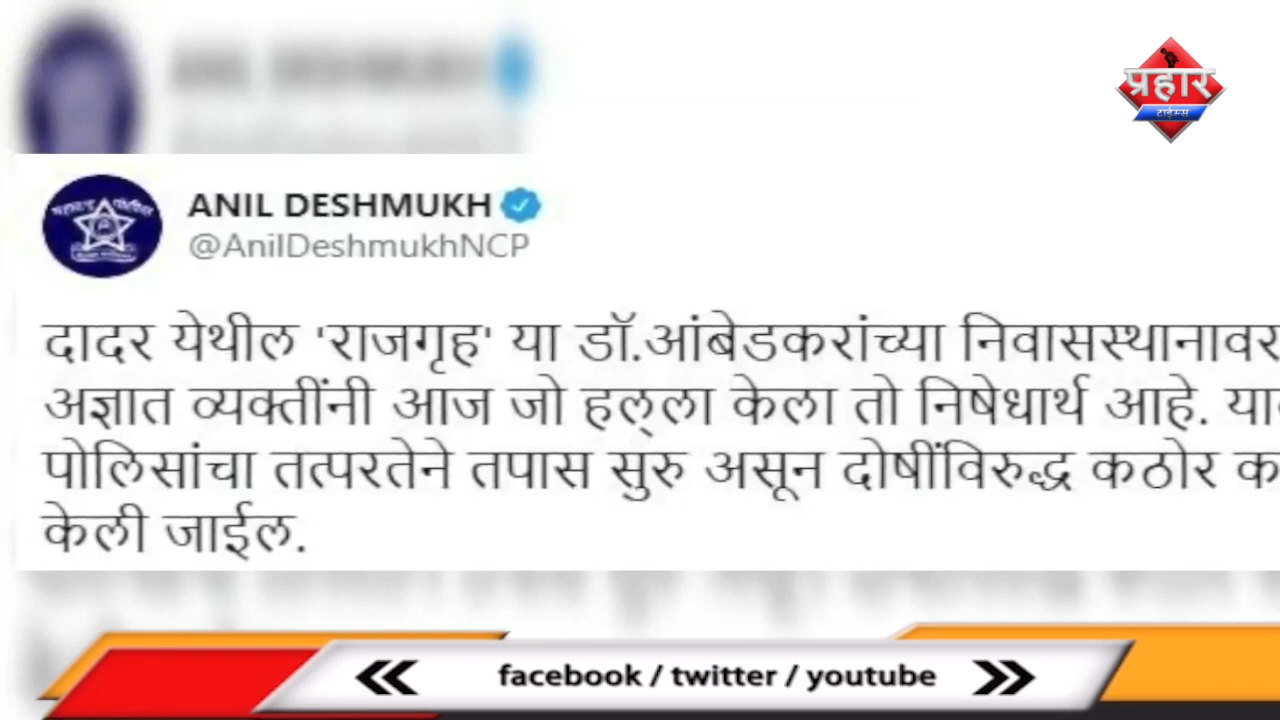 प्रहार
टाईम्स
ANIL DESHMUKH
@AnilDeshmukhNCP
दादर येथील 'राजगृह' या डॉ.आंबेडकरांच्या निवासस्थानावर
अज्ञात व्यक्तींनी आज जो हल्ला केला तो निषेधार्थ आहे.
पोलिसांचा तत्परतेने तपास सुरु असून दोषींविरुद्ध कठोर
केली जाईल.
facebook / twitter / youtube